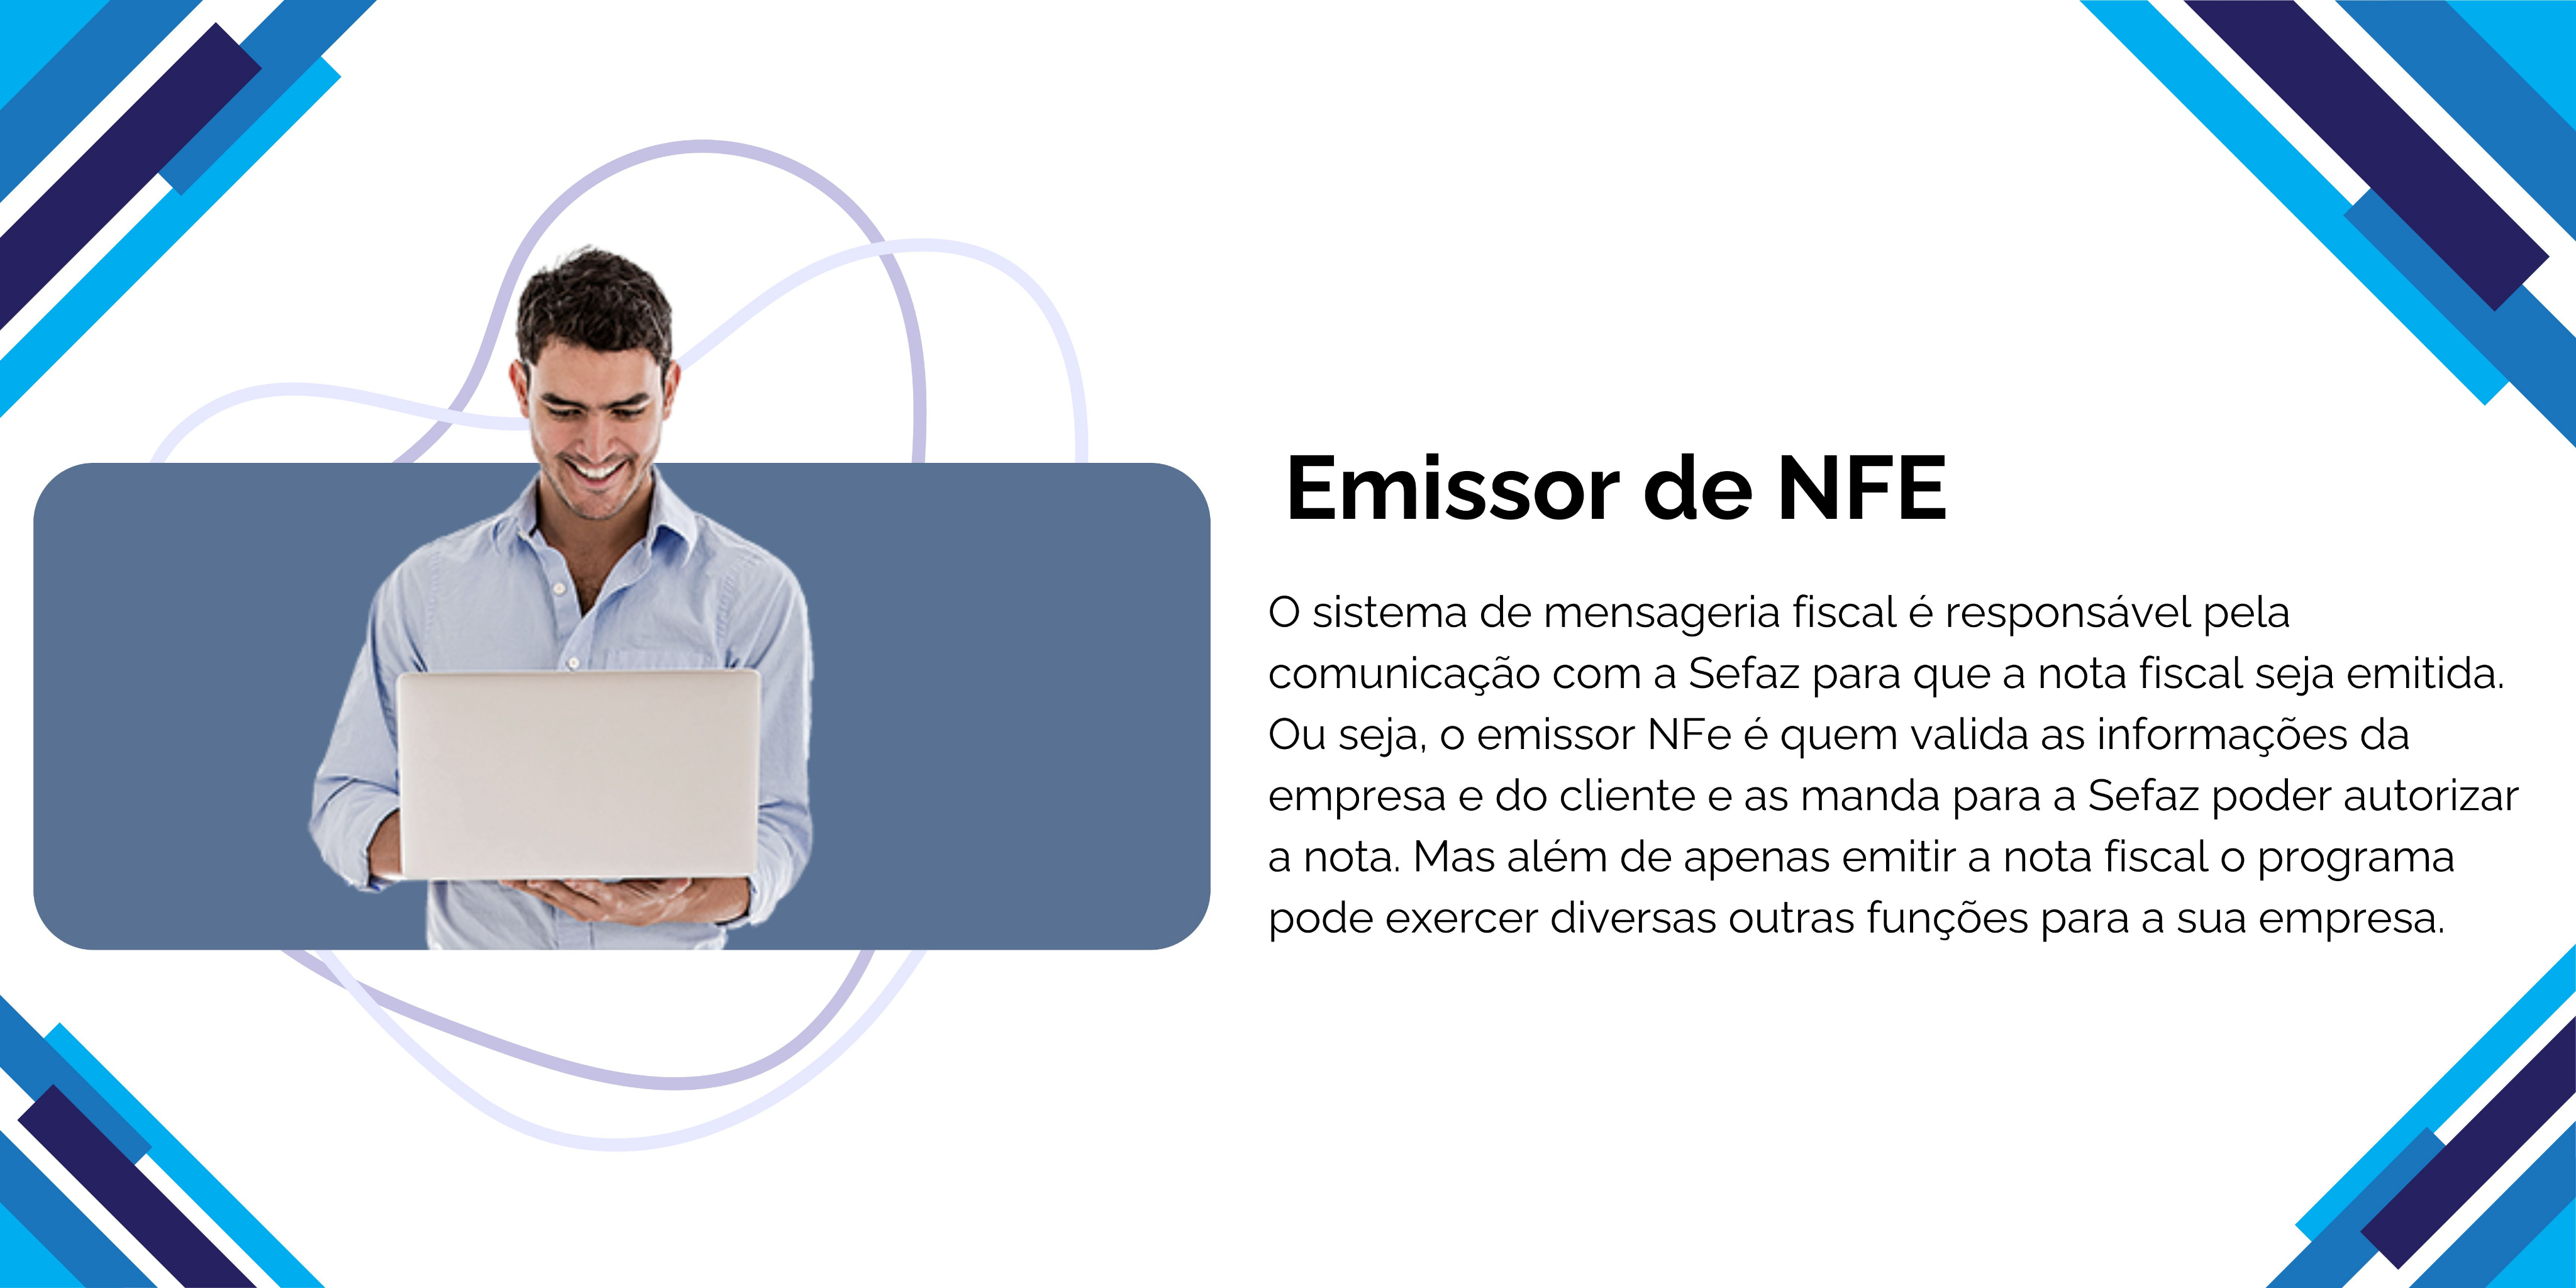 Emissor de NFE
O sistema de mensageria fiscal é responsável pela
comunicação com a Sefaz para que a nota fiscal seja emitida.
Ou seja, o emissor NFe é quem valida as informações da
empresa e do cliente e as manda para a Sefaz poder autorizar
a nota. Mas além de apenas emitir a nota fiscal o programa
pode exercer diversas outras funções para a sua empresa.